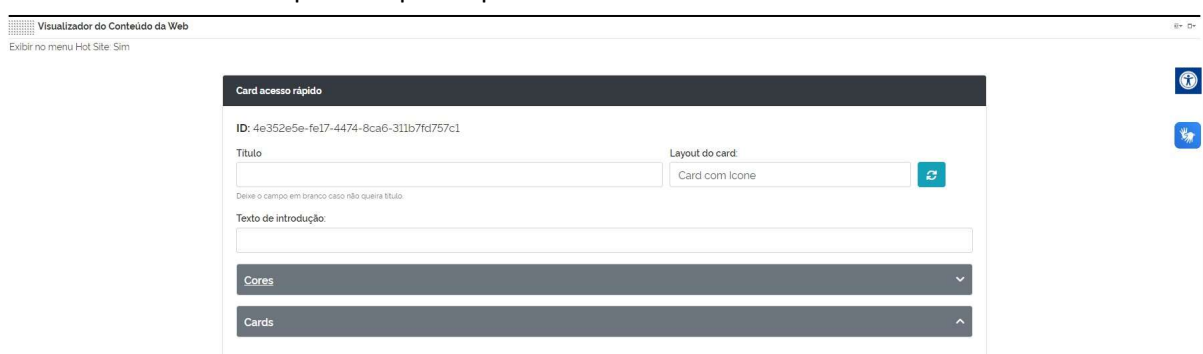 Visualizador do Conteúdo da Web
Exibir no menu Hot Site: Sim
Card acesso rápido
ID: 4e352e5e-fe17-4474-8ca6-311b7fd757c1
Título
Layout do card:
Card com Icone
Deixe o campo em branco caso não queira título.
Texto de introdução:
Cores
Cards